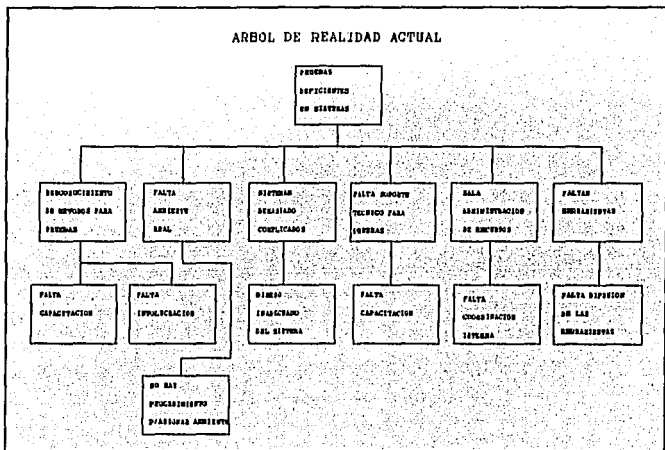 ARBOL DE REALIDAD ACTUAL
PRUEBAS
DEFICIENTES
EN SISTEMAS
DESCONOCIMIENTO
DE METODOS PARA
PRUEBAS
FALTA
AMBIENTE
REAL
SISTEMAS
DEMASIADO
COMPLICADOS
FALTA SOPORTE
TECNICO PARA
PRUEBAS
MALA
ADMINISTRACION
DE RECURSOS
FALTAN
HERRAMIENTAS
FALTA
CAPACITACION
FALTA
INVOLUCRACION
DISEÑO
INADECUADO
DEL SISTEMA
FALTA
CAPACITACION
FALTA
COORDINACION
INTERNA
FALTA DIFUSION
DE LAS
HERRAMIENTAS
NO HAY
PROCEDIMIENTO
P/ASIGNAR AMBIENTE